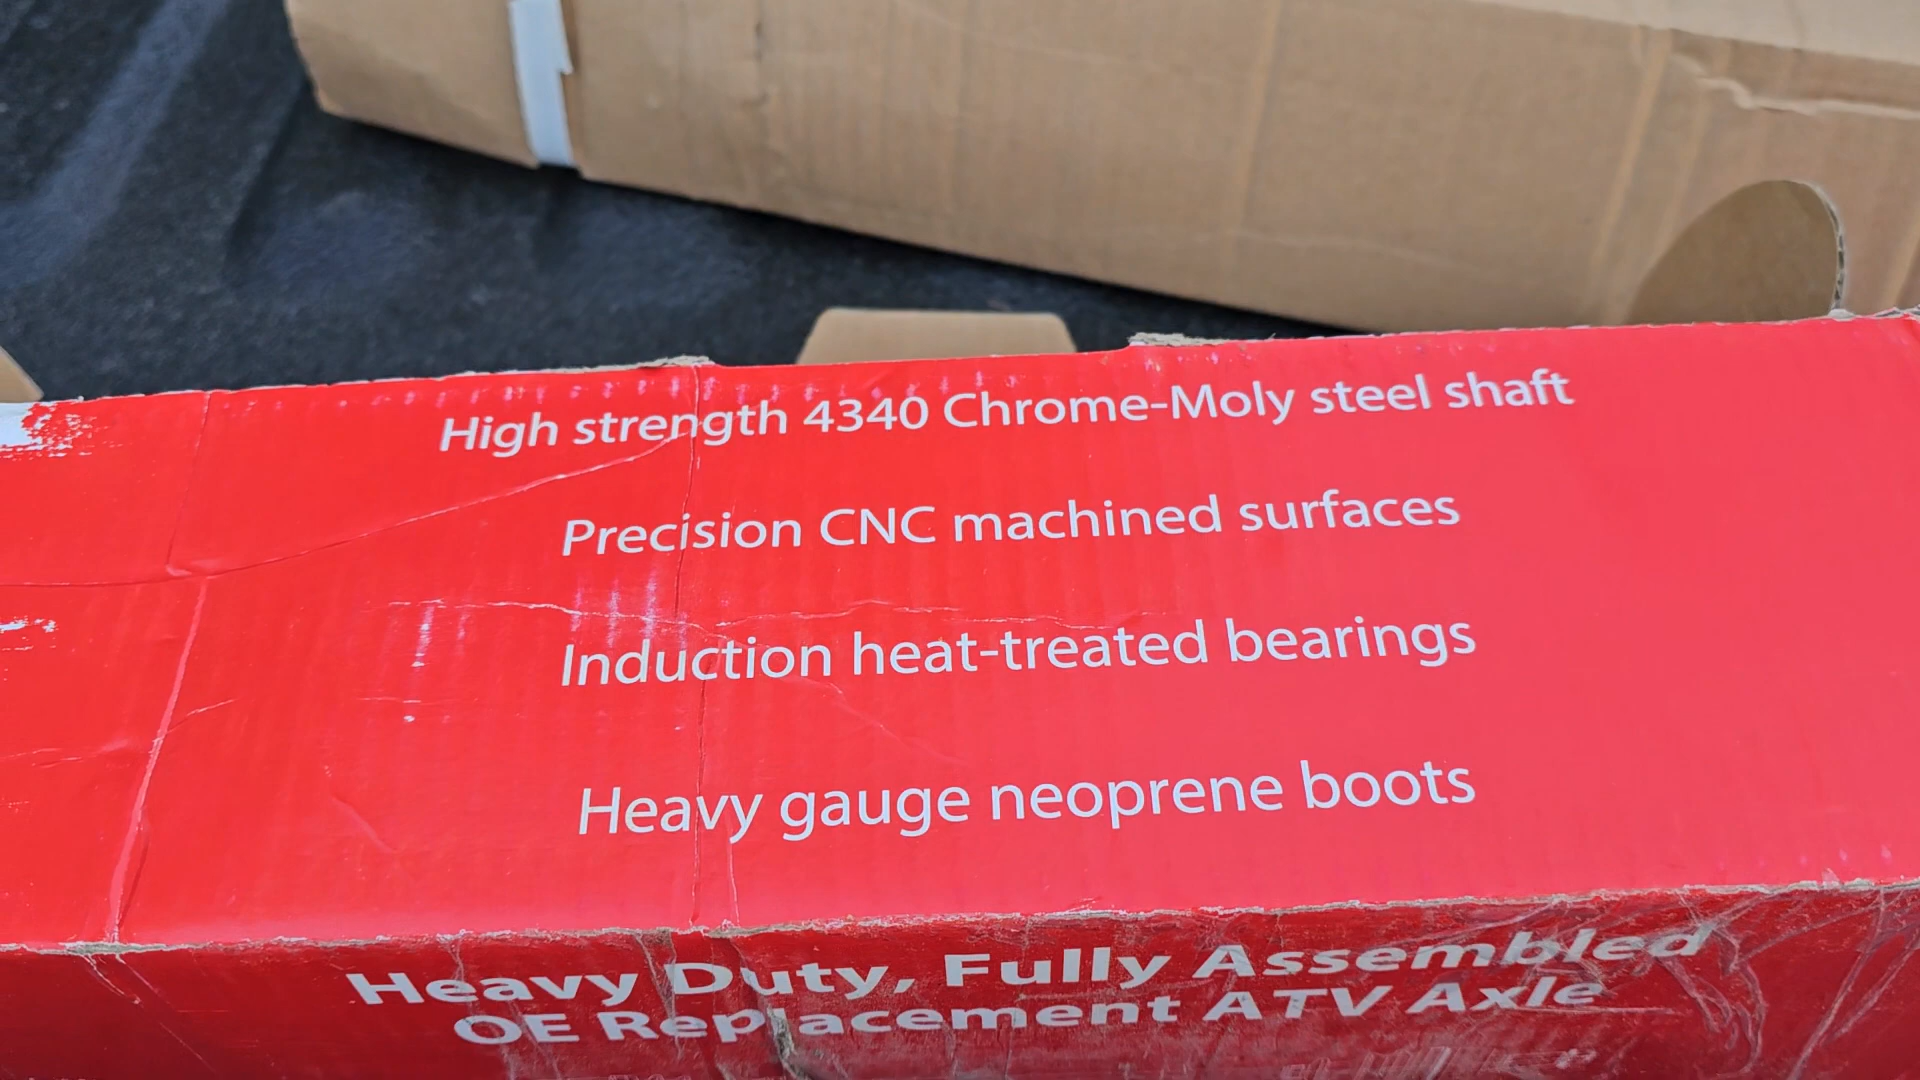 High strength 4340 Chrome-Moly steel shaft
Precision CNC machined surfaces
Induction heat-treated bearings
Heavy gauge neoprene boots
Heavy Duty, Fully Assembled
OE Replacement ATV Axle